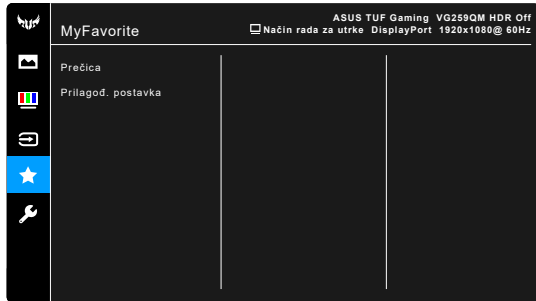 ASUS TUF Gaming VG259QM HDR Off
MyFavorite
Način rada za utrke DisplayPort 1920x1080@ 60Hz
Prečica
Prilagođ. postavka